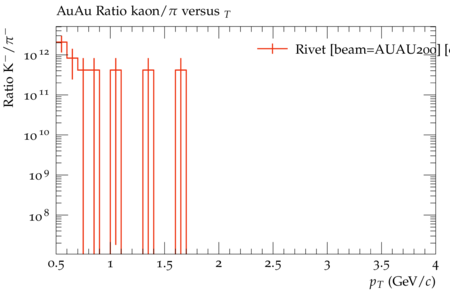 AuAu Ratio kaon/π versus T
Rivet [beam=AUAU200] [
Ratio K⁻/π⁻
10¹²
10¹¹
10¹⁰
10⁹
10⁸
0.5 1 1.5 2 2.5 3 3.5 4
p_T (GeV/c)